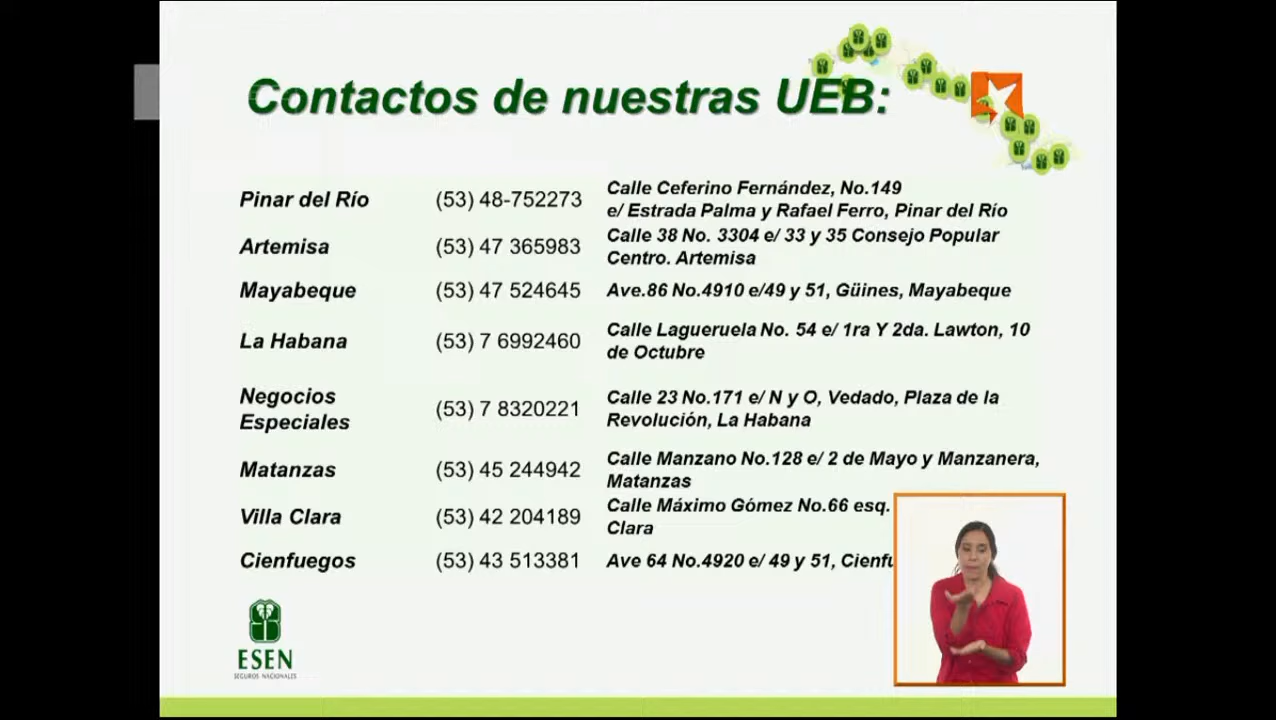 Contactos de nuestras UEB:
Pinar del Río (53) 48-752273 Calle Ceferino Fernández, No.149
e/ Estrada Palma y Rafael Ferro, Pinar del Río
Artemisa (53) 47 365983 Calle 38 No. 3304 e/ 33 y 35 Consejo Popular
Centro. Artemisa
Mayabeque (53) 47 524645 Ave.86 No.4910 e/49 y 51, Güines, Mayabeque
La Habana (53) 7 6992460 Calle Lagueruela No. 54 e/ 1ra Y 2da. Lawton, 10
de Octubre
Negocios
Especiales (53) 7 8320221 Calle 23 No.171 e/ N y O, Vedado, Plaza de la
Revolución, La Habana
Matanzas (53) 45 244942 Calle Manzano No.128 e/ 2 de Mayo y Manzanera,
Matanzas
Villa Clara (53) 42 204189 Calle Máximo Gómez No.66 esq.
Clara
Cienfuegos (53) 43 513381 Ave 64 No.4920 e/ 49 y 51,
ESEN
SEGUROS NACIONALES